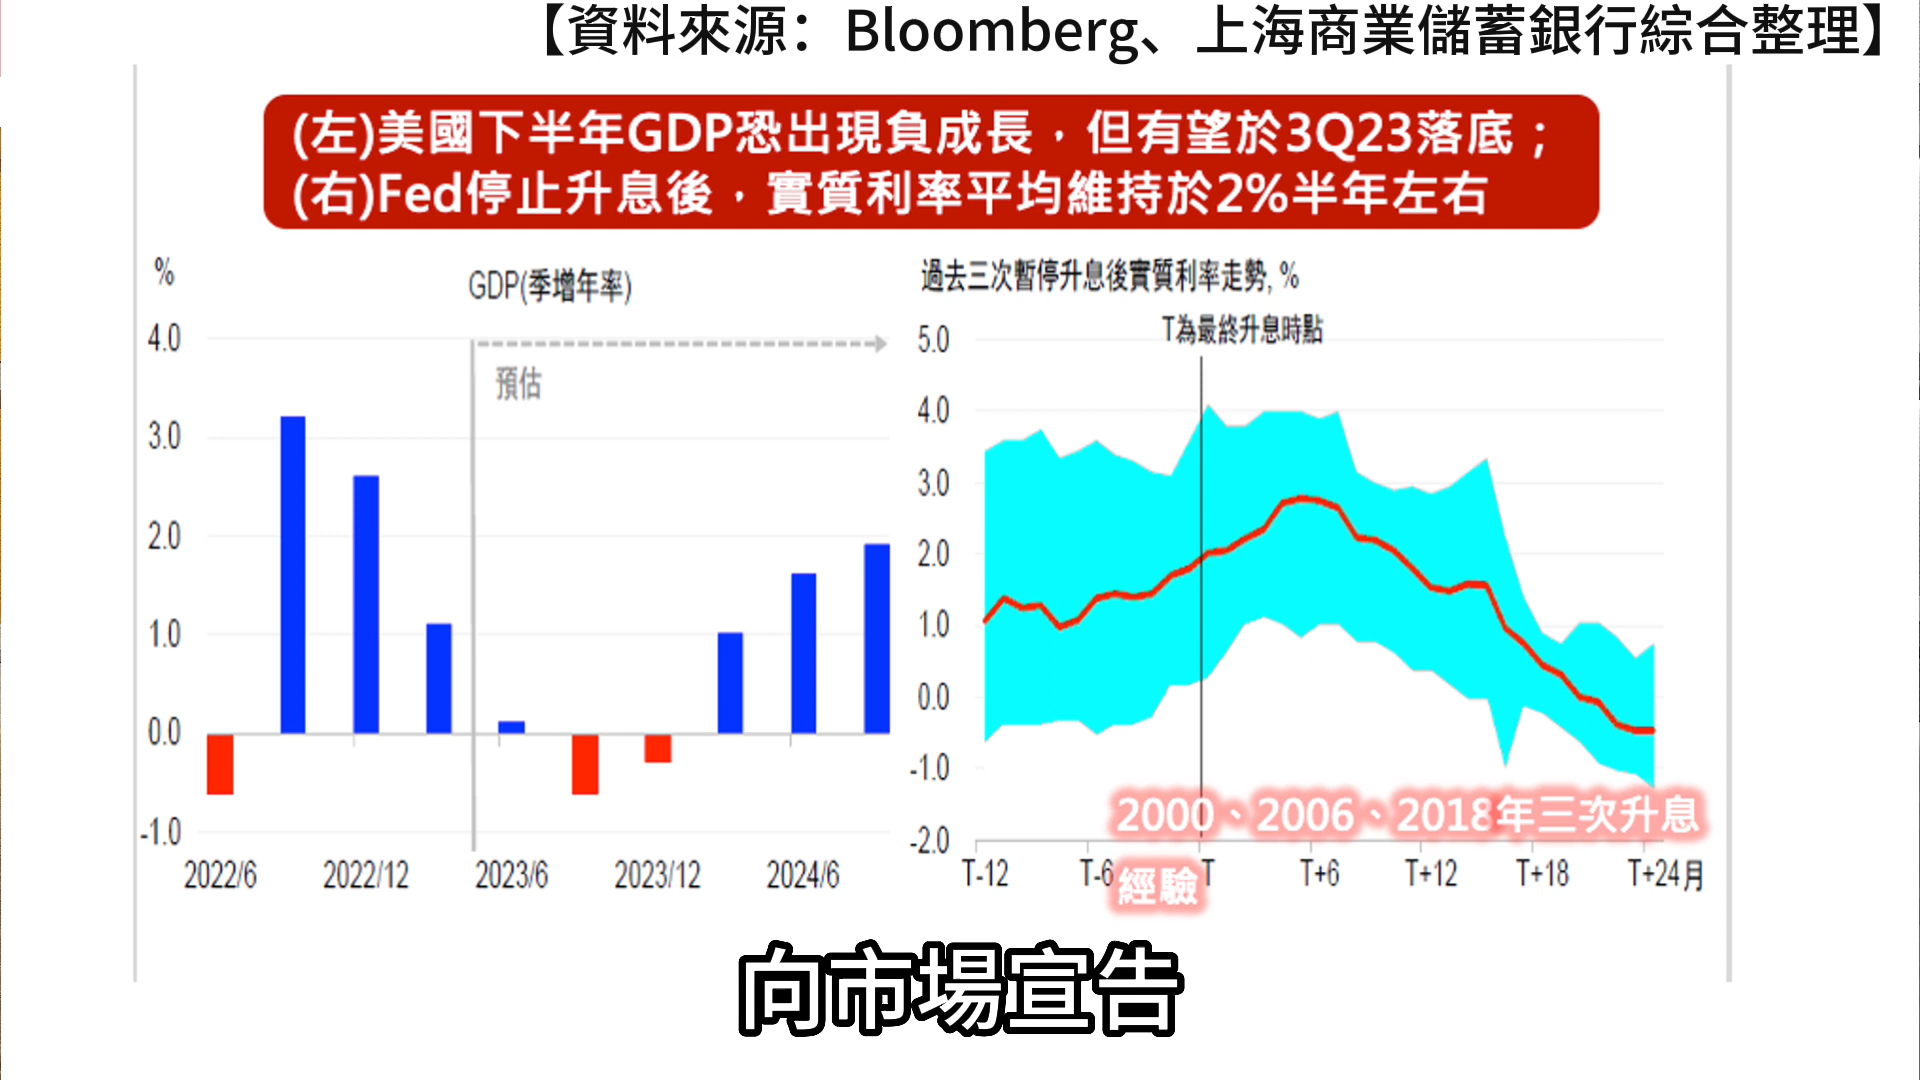 【資料來源：Bloomberg、上海商業儲蓄銀行綜合整理】
(左)美國下半年GDP恐出現負成長，但有望於3Q23落底；
(右)Fed停止升息後，實質利率平均維持於2%半年左右
%
GDP(季增年率)
4.0
預估
3.0
2.0
1.0
0.0
-1.0
2022/6 2022/12 2023/6 2023/12 2024/6
過去三次暫停升息後實質利率走勢, %
T為最終升息時點
5.0
4.0
3.0
2.0
1.0
0.0
-1.0
-2.0
2000、2006、2018年三次升息
經驗
T-12 T-6 T T+6 T+12 T+18 T+24月
向市場宣告